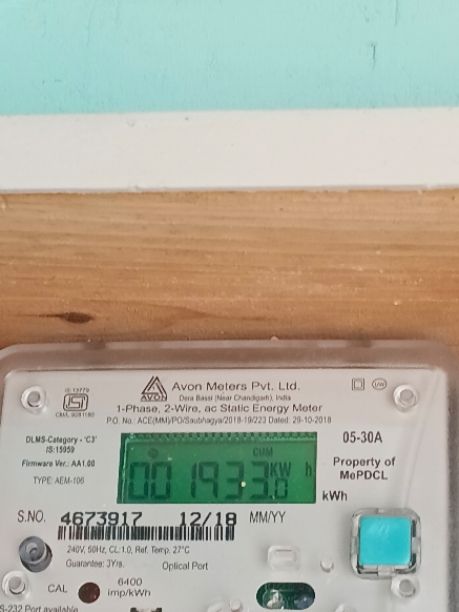 IS 13779
AVON
Avon Meters Pvt. Ltd.
Dera Bassi (Near Chandigarh), India
1-Phase, 2-Wire, ac Static Energy Meter
P.O. No.: ACE(MM)/PO/Saubhagya/2018-19/223 Dated: 29-10-2018
DLMS-Category - 'C3'
IS:15959
Firmware Ver.: AA1.00
TYPE: AEM-106
CUM
001933 KW h
05-30A
Property of
MePDCL
kWh
S.NO. 4673917 12/18 MM/YY
240V, 50Hz, CL:1.0, Ref. Temp. 27°C
Guarantee: 3Yrs. Optical Port
CAL 6400
imp/kWh
S-232 Port available